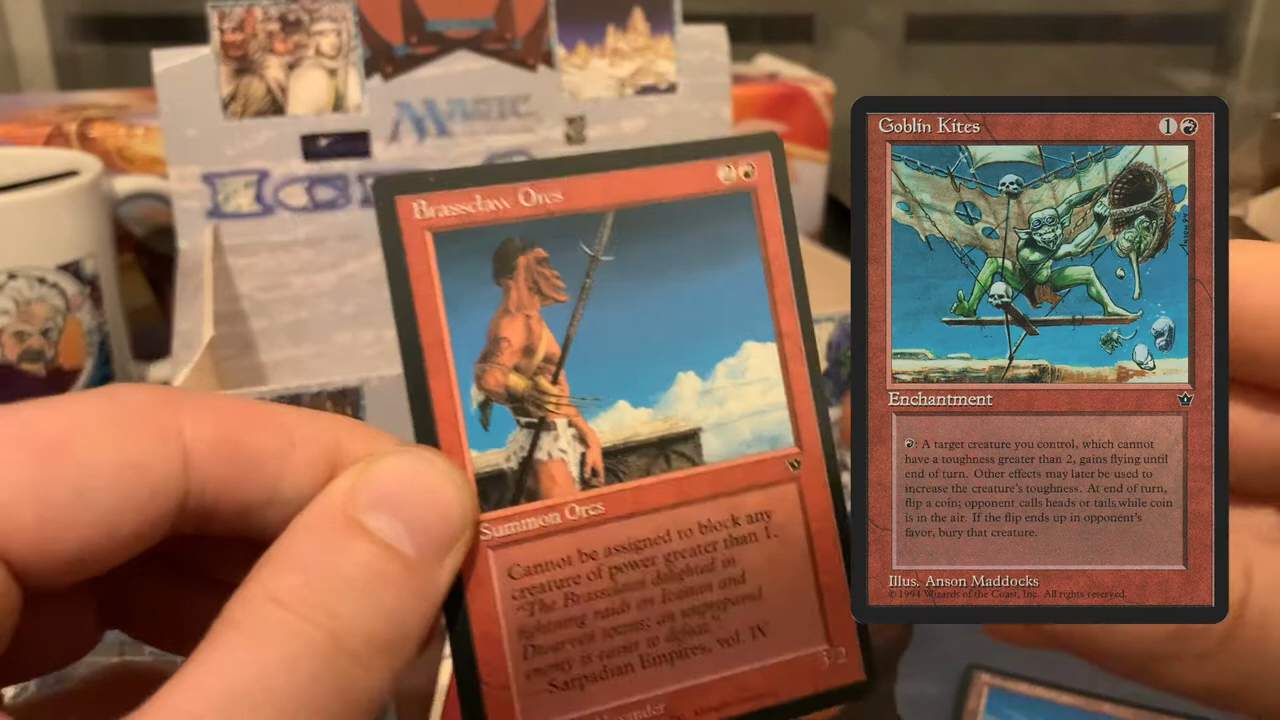 MAGIC
Brassclaw Orcs
2
Summon Orcs
Cannot be assigned to block any
creature of power greater than 1.
"The Brassclaw delighted in
lightning raids on Icatian and
Dwarven towns; an unprepared
enemy is easier to defeat."
—Sarpadian Empires, vol. IV
3/2
Goblin Kites
1
ANSON 94
Enchantment
: A target creature you control, which cannot
have a toughness greater than 2, gains flying until
end of turn. Other effects may later be used to
increase the creature's toughness. At end of turn,
flip a coin; opponent calls heads or tails while coin
is in the air. If the flip ends up in opponent's
favor, bury that creature.
Illus. Anson Maddocks
© 1994 Wizards of the Coast, Inc. All rights reserved.